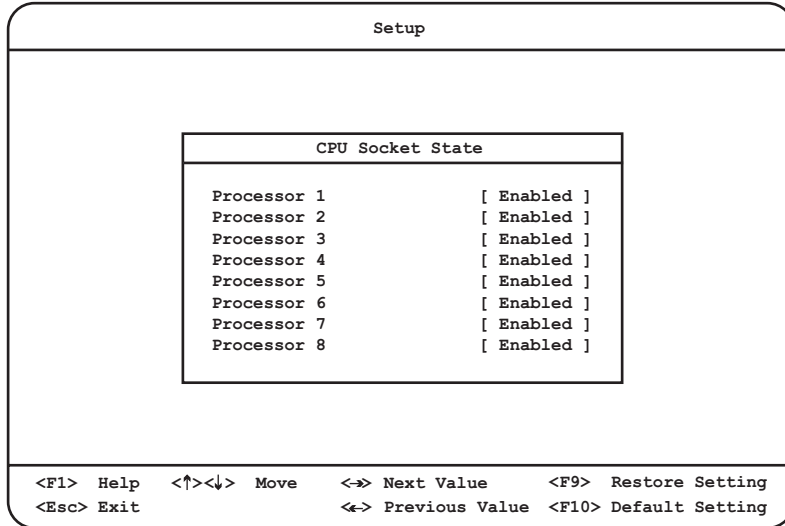 Setup
CPU Socket State
Processor 1 [ Enabled ]
Processor 2 [ Enabled ]
Processor 3 [ Enabled ]
Processor 4 [ Enabled ]
Processor 5 [ Enabled ]
Processor 6 [ Enabled ]
Processor 7 [ Enabled ]
Processor 8 [ Enabled ]
<F1> Help <↑><↓> Move <→> Next Value <F9> Restore Setting
<Esc> Exit <←> Previous Value <F10> Default Setting